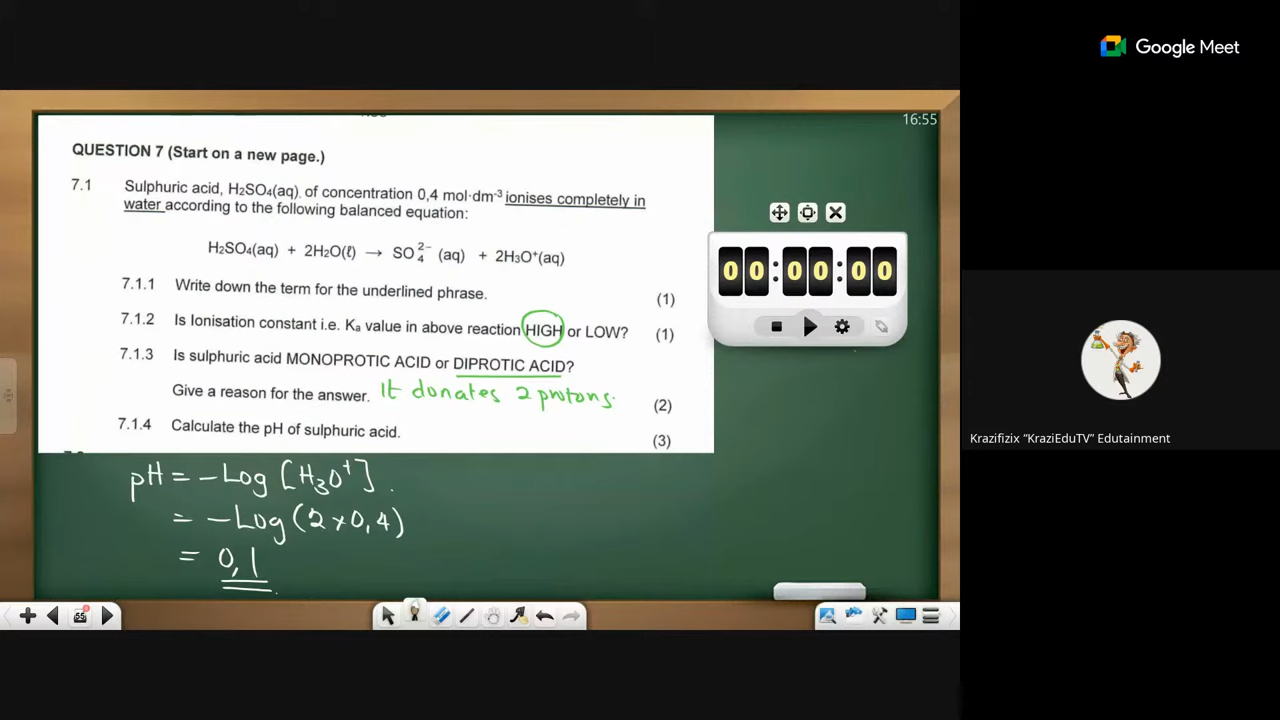 Google Meet
16:55
QUESTION 7 (Start on a new page.)
7.1 Sulphuric acid, H₂SO₄(aq), of concentration 0,4 mol·dm⁻³ ionises completely in
water according to the following balanced equation:
H₂SO₄(aq) + 2H₂O(ℓ) → SO₄²⁻ (aq) + 2H₃O⁺(aq)
7.1.1 Write down the term for the underlined phrase. (1)
7.1.2 Is Ionisation constant i.e. Kₐ value in above reaction HIGH or LOW? (1)
7.1.3 Is sulphuric acid MONOPROTIC ACID or DIPROTIC ACID?
Give a reason for the answer. It donates 2 protons. (2)
7.1.4 Calculate the pH of sulphuric acid. (3)
pH = -Log [H₃O⁺].
= -Log (2 × 0,4)
= 0,1
00:00:00
55
Krazifizix "KraziEduTV" Edutainment